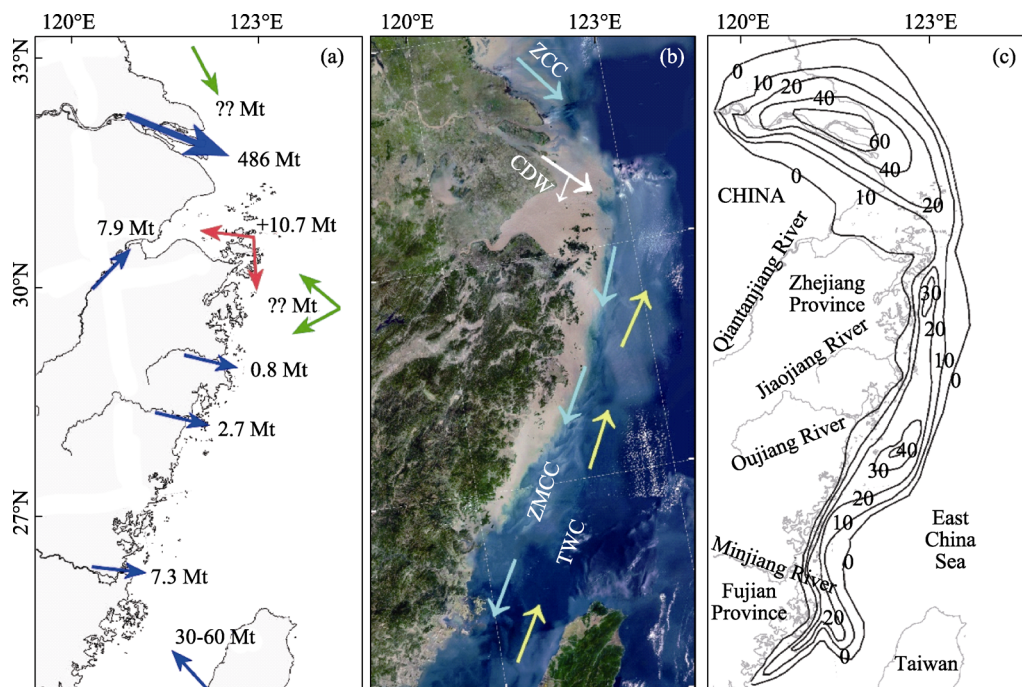 120°E
123°E
33°N
30°N
27°N
(a)
?? Mt
486 Mt
+10.7 Mt
7.9 Mt
?? Mt
0.8 Mt
2.7 Mt
7.3 Mt
30-60 Mt
120°E
123°E
(b)
ZCC
CDW
ZMCC
TWC
120°E
123°E
(c)
0
10
20
40
60
40
0
10
20
CHINA
Qiantanjiang River
Zhejiang
Province
30
20
10
0
Jiaojiang River
Oujiang River
40
30
20
10
0
East
China
Sea
Minjiang River
Fujian
Province
20
0
Taiwan